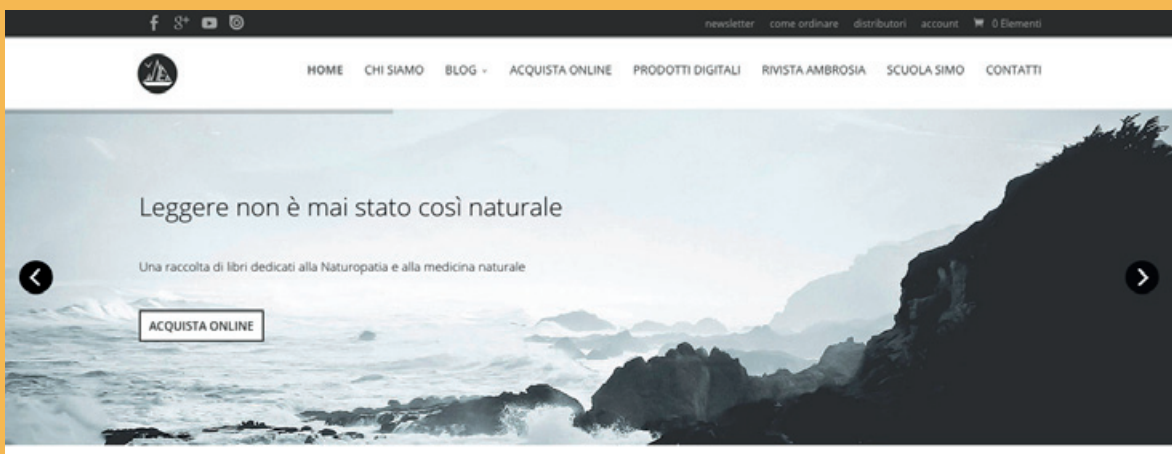 newsletter come ordinare distributori account 0 Elementi
HOME CHI SIAMO BLOG ACQUISTA ONLINE PRODOTTI DIGITALI RIVISTA AMBROSIA SCUOLA SIMO CONTATTI
Leggere non è mai stato così naturale
Una raccolta di libri dedicati alla Naturopatia e alla medicina naturale
ACQUISTA ONLINE